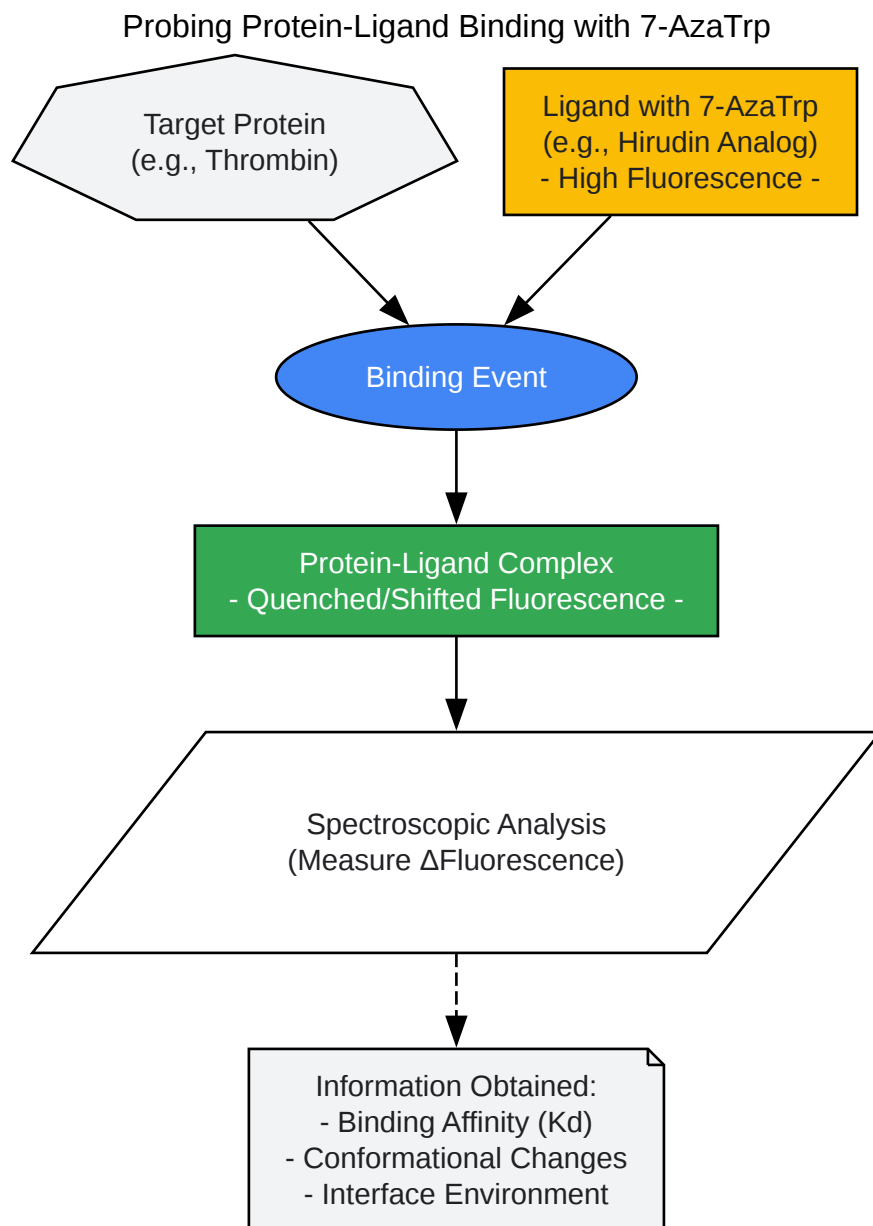 Probing Protein-Ligand Binding with 7-AzaTrp
Target Protein
(e.g., Thrombin)
Ligand with 7-AzaTrp
(e.g., Hirudin Analog)
- High Fluorescence -
Binding Event
Protein-Ligand Complex
- Quenched/Shifted Fluorescence -
Spectroscopic Analysis
(Measure ΔFluorescence)
Information Obtained:
- Binding Affinity (Kd)
- Conformational Changes
- Interface Environment